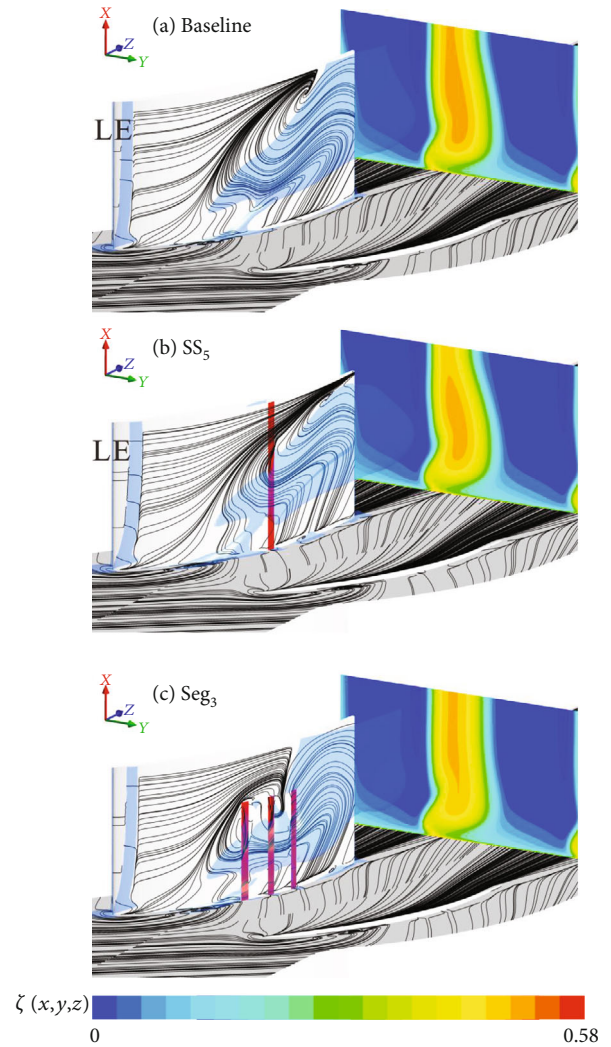 (a) Baseline
X
Z
Y
LE
(b) SS₅
X
Z
Y
LE
(c) Seg₃
X
Z
Y
ζ (x,y,z)
0 0.58